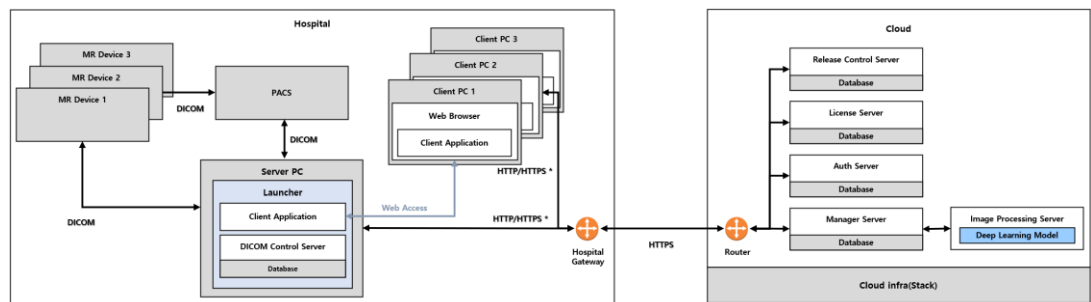 Hospital
MR Device 3
MR Device 2
MR Device 1
DICOM
PACS
DICOM
DICOM
Client PC 3
Client PC 2
Client PC 1
Web Browser
Client Application
Server PC
Launcher
Client Application
DICOM Control Server
Database
Web Access
HTTP/HTTPS *
HTTP/HTTPS *
Hospital
Gateway
HTTPS
Cloud
Release Control Server
Database
License Server
Database
Auth Server
Database
Manager Server
Database
Router
Image Processing Server
Deep Learning Model
Cloud infra(Stack)